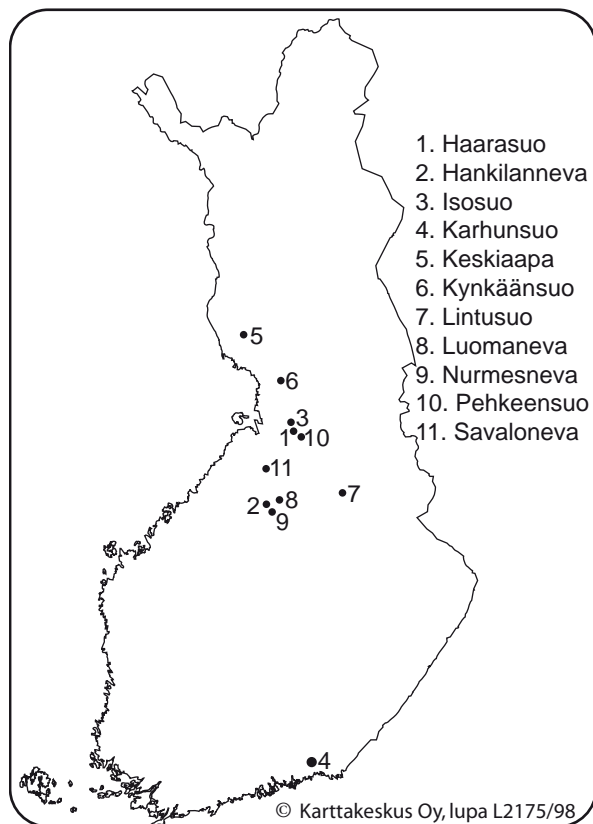 1. Haarasuo
2. Hankilanneva
3. Isosuo
4. Karhunsuo
5. Keskiaapa
6. Kynkäänsuo
7. Lintusuo
8. Luomaneva
9. Nurmesneva
10. Pehkeensuo
11. Savaloneva
5
6
3
1
10
11
7
8
2
9
4
© Karttakeskus Oy, lupa L2175/98